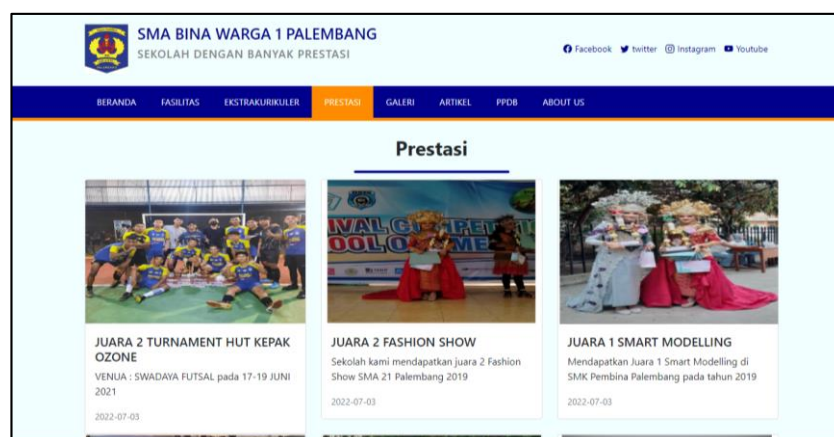 SMA BINA WARGA 1 PALEMBANG
SEKOLAH DENGAN BANYAK PRESTASI
Facebook twitter Instagram Youtube
BERANDA FASILITAS EKSTRAKURIKULER PRESTASI GALERI ARTIKEL PPDB ABOUT US
Prestasi
JUARA 2 TURNAMENT HUT KEPAK
OZONE
VENUA : SWADAYA FUTSAL pada 17-19 JUNI
2021
2022-07-03
JUARA 2 FASHION SHOW
Sekolah kami mendapatkan juara 2 Fashion
Show SMA 21 Palembang 2019
2022-07-03
JUARA 1 SMART MODELLING
Mendapatkan Juara 1 Smart Modelling di
SMK Pembina Palembang pada tahun 2019
2022-07-03